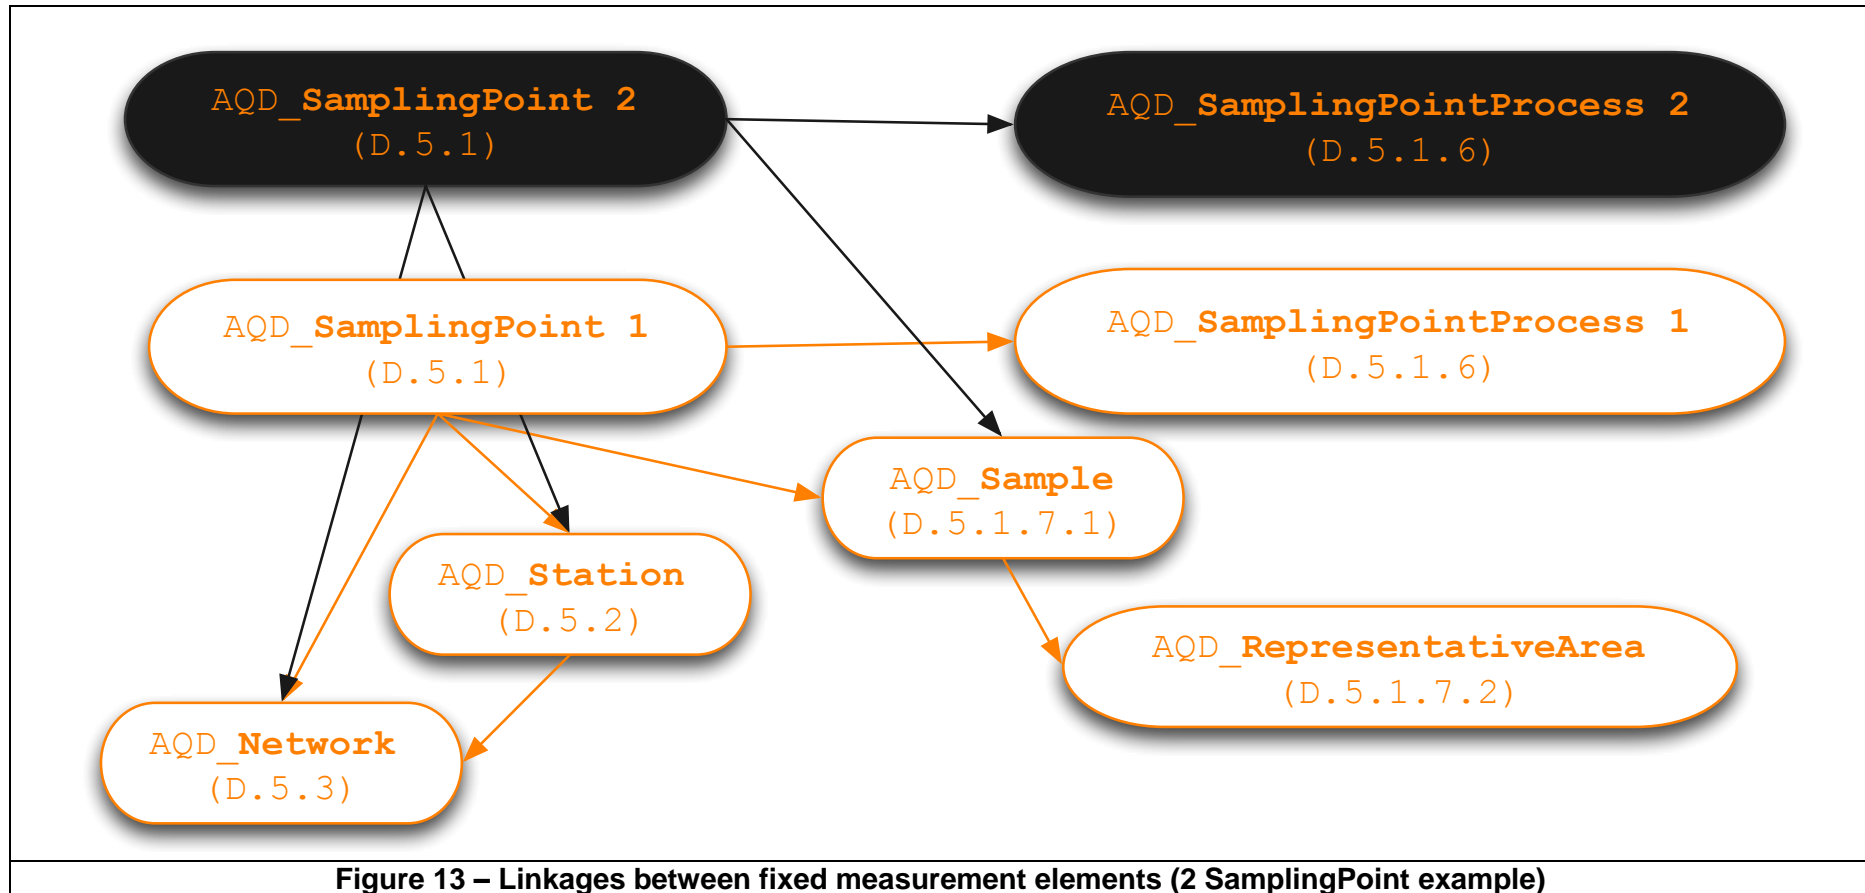 AQD_SamplingPoint 2
(D.5.1)
AQD_SamplingPointProcess 2
(D.5.1.6)
AQD_SamplingPoint 1
(D.5.1)
AQD_SamplingPointProcess 1
(D.5.1.6)
AQD_Sample
(D.5.1.7.1)
AQD_Station
(D.5.2)
AQD_RepresentativeArea
(D.5.1.7.2)
AQD_Network
(D.5.3)
Figure 13 – Linkages between fixed measurement elements (2 SamplingPoint example)